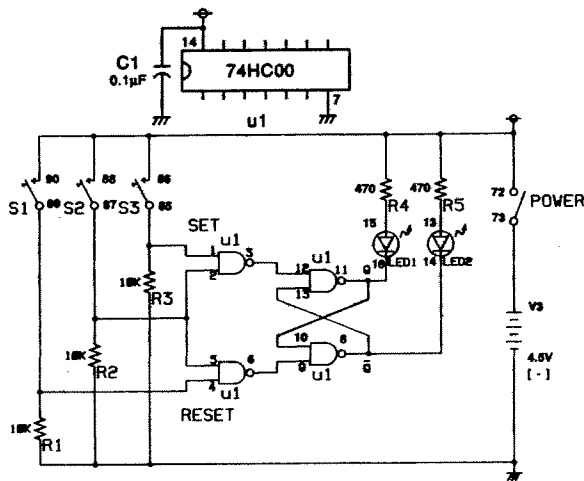 14
C1
0.1µF
74HC00
7
u1
90
88
86
S1
89
S2
87
S3
85
470
R4
470
R5
72
POWER
73
SET
15
13
1
u1
3
2
12
u1
11
Q
16
LED1
14
LED2
13
10K
R3
V3
10K
R2
5
u1
6
4
10
8
9
u1
Q
4.5V
[-]
RESET
10K
R1